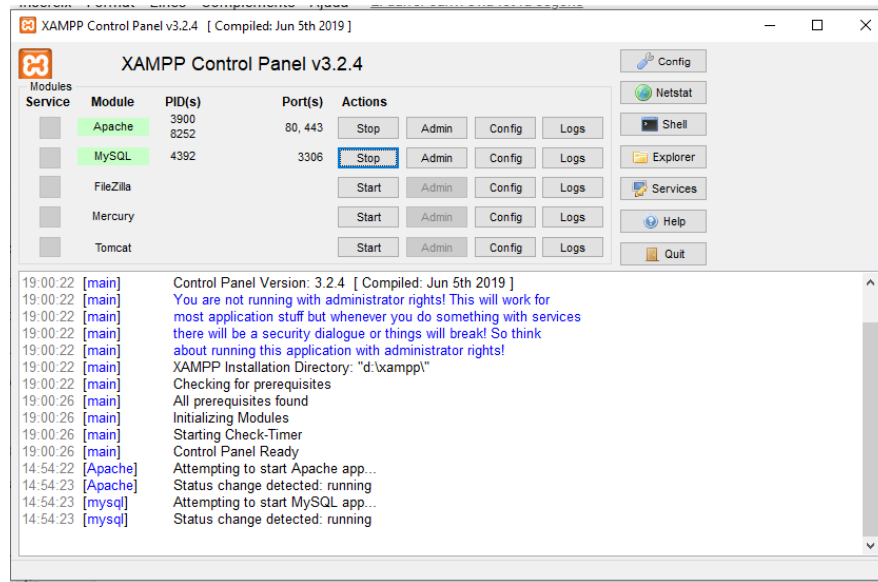 XAMPP Control Panel v3.2.4 [ Compiled: Jun 5th 2019 ]
XAMPP Control Panel v3.2.4
Config
Modules
Service Module PID(s) Port(s) Actions
Netstat
Apache 3900 8252 80, 443 Stop Admin Config Logs
Shell
MySQL 4392 3306 Stop Admin Config Logs
Explorer
FileZilla Start Admin Config Logs
Services
Mercury Start Admin Config Logs
Help
Tomcat Start Admin Config Logs
Quit
19:00:22 [main] Control Panel Version: 3.2.4 [ Compiled: Jun 5th 2019 ]
19:00:22 [main] You are not running with administrator rights! This will work for
19:00:22 [main] most application stuff but whenever you do something with services
19:00:22 [main] there will be a security dialogue or things will break! So think
19:00:22 [main] about running this application with administrator rights!
19:00:22 [main] XAMPP Installation Directory: "d:\xampp\"
19:00:22 [main] Checking for prerequisites
19:00:26 [main] All prerequisites found
19:00:26 [main] Initializing Modules
19:00:26 [main] Starting Check-Timer
19:00:26 [main] Control Panel Ready
14:54:22 [Apache] Attempting to start Apache app...
14:54:23 [Apache] Status change detected: running
14:54:23 [mysql] Attempting to start MySQL app...
14:54:23 [mysql] Status change detected: running